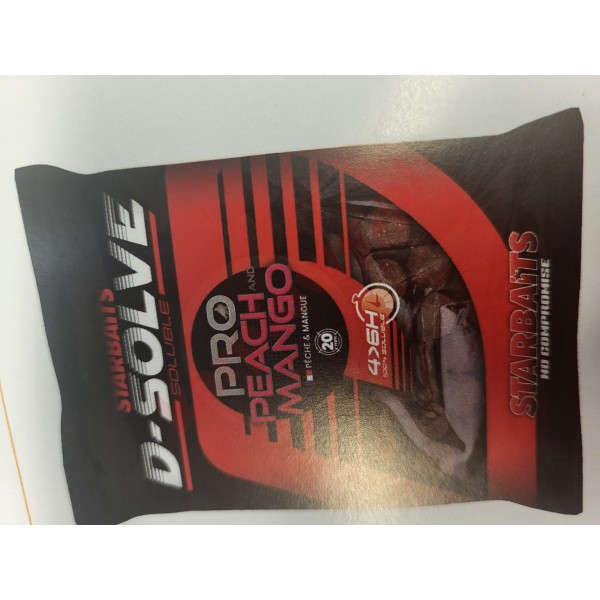 STARBAITS
D-SOLVE
SOLUBLE
PRO
PEACH AND
MANGO
PÊCHE & MANGUE
20
4>6H
100% SOLUBLE
STARBAITS
NO COMPROMISE